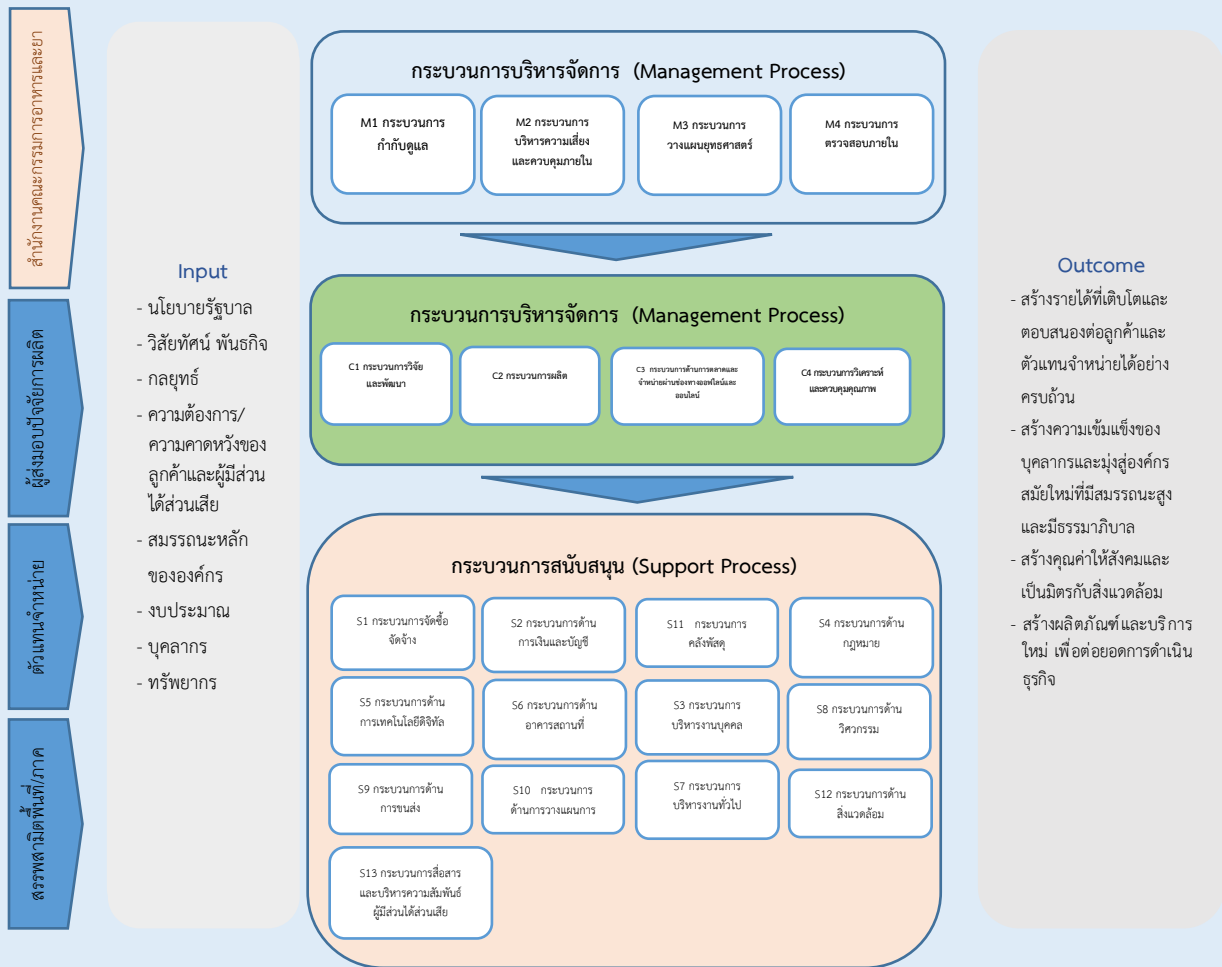 สำนักงานคณะกรรมการอาหารและยา
ผู้ส่งมอบปัจจัยการผลิต
ตัวแทนจำหน่าย
สรรพสามิตพื้นที่/ภาค
Input
- นโยบายรัฐบาล
- วิสัยทัศน์ พันธกิจ
- กลยุทธ์
- ความต้องการ/
ความคาดหวังของ
ลูกค้าและผู้มีส่วน
ได้ส่วนเสีย
- สมรรถนะหลัก
ขององค์กร
- งบประมาณ
- บุคลากร
- ทรัพยากร
กระบวนการบริหารจัดการ (Management Process)
M1 กระบวนการ
กำกับดูแล
M2 กระบวนการ
บริหารความเสี่ยง
และควบคุมภายใน
M3 กระบวนการ
วางแผนยุทธศาสตร์
M4 กระบวนการ
ตรวจสอบภายใน
กระบวนการบริหารจัดการ (Management Process)
C1 กระบวนการวิจัย
และพัฒนา
C2 กระบวนการผลิต
C3 กระบวนการด้านการตลาดและ
จำหน่ายผ่านช่องทางออฟไลน์และ
ออนไลน์
C4 กระบวนการวิเคราะห์
และควบคุมคุณภาพ
กระบวนการสนับสนุน (Support Process)
S1 กระบวนการจัดซื้อ
จัดจ้าง
S2 กระบวนการด้าน
การเงินและบัญชี
S11 กระบวนการ
คลังพัสดุ
S4 กระบวนการด้าน
กฎหมาย
S5 กระบวนการด้าน
การเทคโนโลยีดิจิทัล
S6 กระบวนการด้าน
อาคารสถานที่
S3 กระบวนการ
บริหารงานบุคคล
S8 กระบวนการด้าน
วิศวกรรม
S9 กระบวนการด้าน
การขนส่ง
S10 กระบวนการ
ด้านการวางแผนการ
S7 กระบวนการ
บริหารงานทั่วไป
S12 กระบวนการด้าน
สิ่งแวดล้อม
S13 กระบวนการสื่อสาร
และบริหารความสัมพันธ์
ผู้มีส่วนได้ส่วนเสีย
Outcome
- สร้างรายได้ที่เติบโตและ
ตอบสนองต่อลูกค้าและ
ตัวแทนจำหน่ายได้อย่าง
ครบถ้วน
- สร้างความเข้มแข็งของ
บุคลากรและมุ่งสู่องค์กร
สมัยใหม่ที่มีสมรรถนะสูง
และมีธรรมาภิบาล
- สร้างคุณค่าให้สังคมและ
เป็นมิตรกับสิ่งแวดล้อม
- สร้างผลิตภัณฑ์และบริการ
ใหม่ เพื่อต่อยอดการดำเนิน
ธุรกิจ